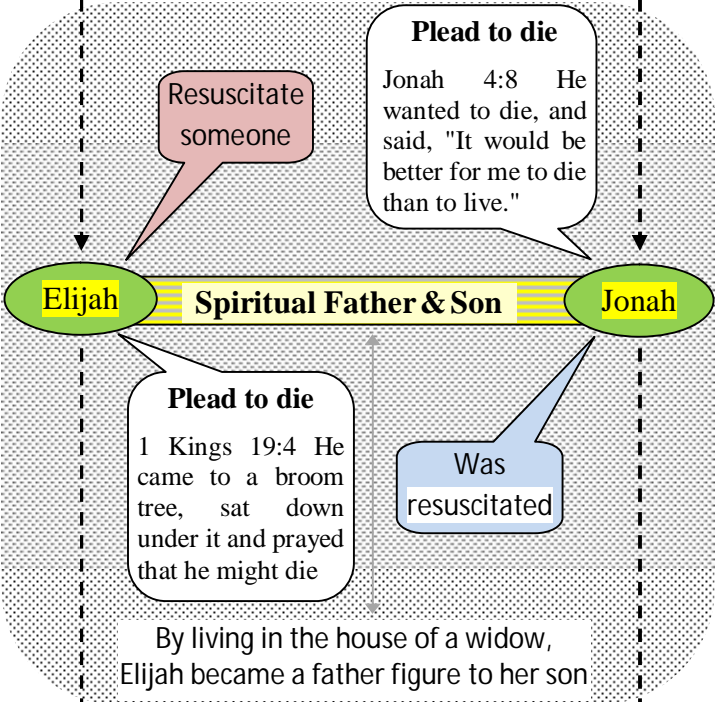 Plead to die
Jonah 4:8 He
wanted to die, and
said, "It would be
better for me to die
than to live."
Resuscitate
someone
Elijah
Spiritual Father & Son
Jonah
Plead to die
1 Kings 19:4 He
came to a broom
tree, sat down
under it and prayed
that he might die
Was
resuscitated
By living in the house of a widow,
Elijah became a father figure to her son